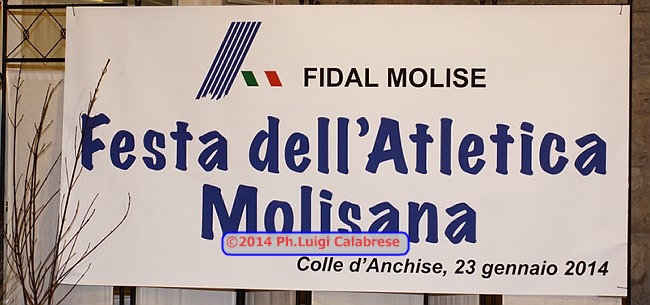 FIDAL MOLISE
Festa dell'Atletica
Molisana
©2014 Ph.Luigi Calabrese
Colle d'Anchise, 23 gennaio 2014